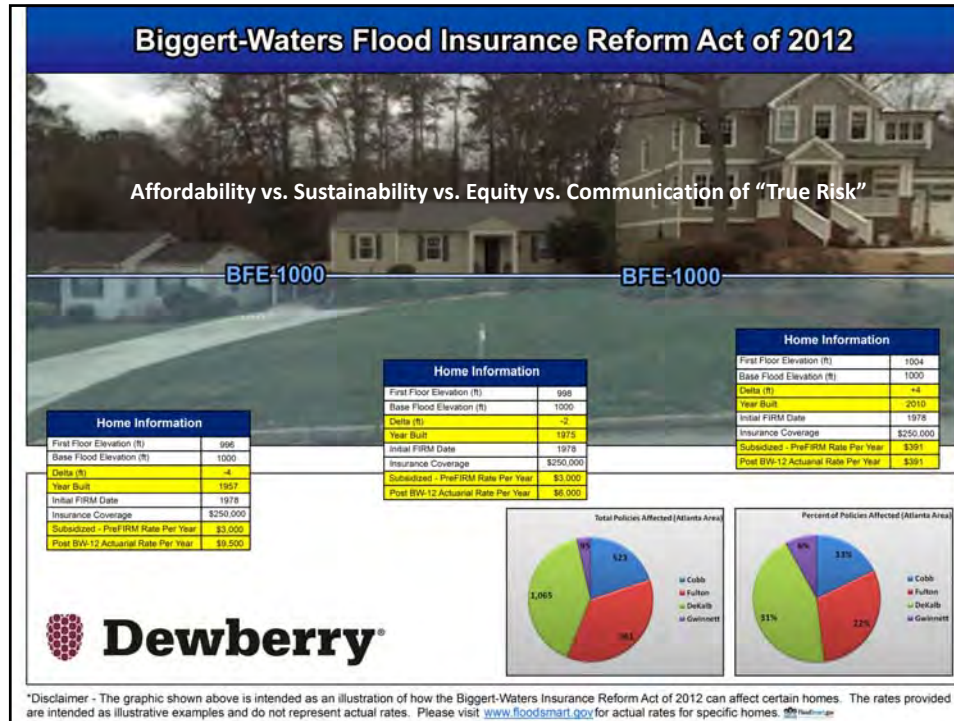 Biggert-Waters Flood Insurance Reform Act of 2012
Affordability vs. Sustainability vs. Equity vs. Communication of “True Risk”
BFE-1000
BFE-1000
Home Information
First Floor Elevation (ft) 996
Base Flood Elevation (ft) 1000
Delta (ft) -4
Year Built 1957
Initial FIRM Date 1978
Insurance Coverage $250,000
Subsidized - PreFIRM Rate Per Year $3,000
Post BW-12 Actuarial Rate Per Year $9,500
Home Information
First Floor Elevation (ft) 998
Base Flood Elevation (ft) 1000
Delta (ft) -2
Year Built 1975
Initial FIRM Date 1978
Insurance Coverage $250,000
Subsidized - PreFIRM Rate Per Year $3,000
Post BW-12 Actuarial Rate Per Year $6,000
Home Information
First Floor Elevation (ft) 1004
Base Flood Elevation (ft) 1000
Delta (ft) +4
Year Built 2010
Initial FIRM Date 1978
Insurance Coverage $250,000
Subsidized - PreFIRM Rate Per Year $391
Post BW-12 Actuarial Rate Per Year $391
Total Policies Affected (Atlanta Area)
95
523
1,065
Cobb
Fulton
DeKalb
Gwinnett
Percent of Policies Affected (Atlanta Area)
6%
13%
31%
22%
Cobb
Fulton
DeKalb
Gwinnett
Dewberry®
*Disclaimer - The graphic shown above is intended as an illustration of how the Biggert-Waters Insurance Reform Act of 2012 can affect certain homes. The rates provided
are intended as illustrative examples and do not represent actual rates. Please visit www.floodsmart.gov for actual rates for specific homes. FloodSmart.gov